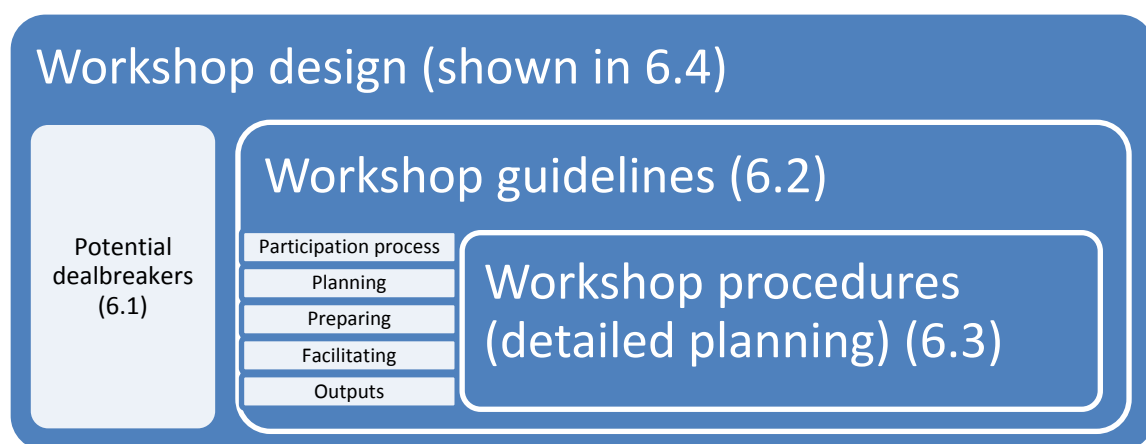 Workshop design (shown in 6.4)
Potential
dealbreakers
(6.1)
Workshop guidelines (6.2)
Participation process
Planning
Preparing
Facilitating
Outputs
Workshop procedures
(detailed planning) (6.3)